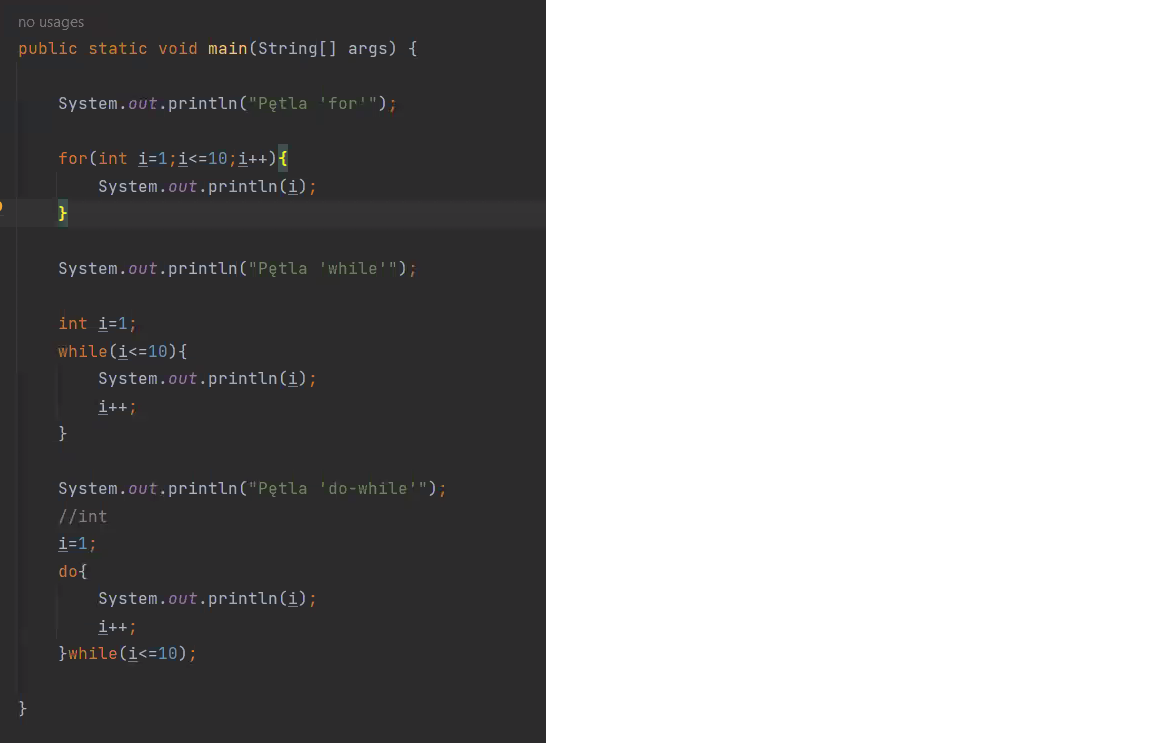 no usages
public static void main(String[] args) {
System.out.println("Pętla 'for'");
for(int i=1;i<=10;i++){
System.out.println(i);
}
System.out.println("Pętla 'while'");
int i=1;
while(i<=10){
System.out.println(i);
i++;
}
System.out.println("Pętla 'do-while'");
//int
i=1;
do{
System.out.println(i);
i++;
}while(i<=10);
}